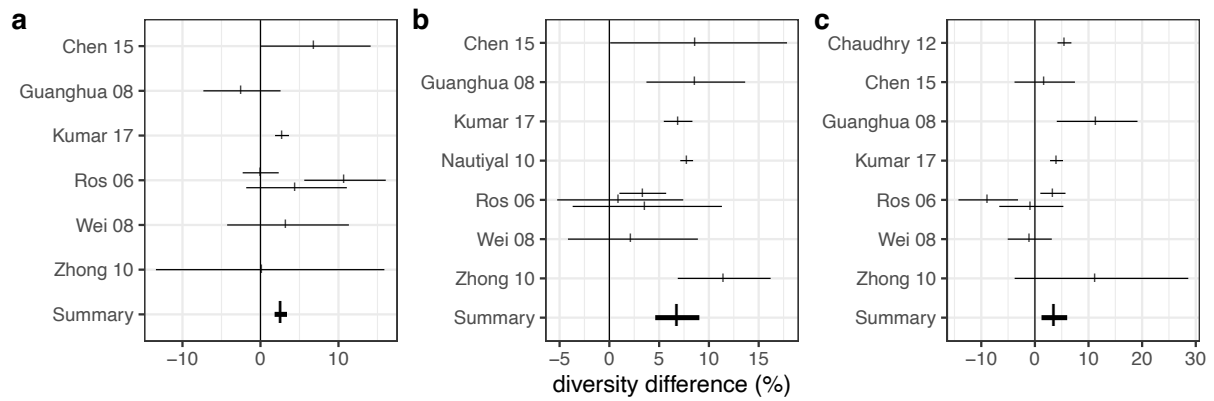 a
Chen 15
Guanghua 08
Kumar 17
Ros 06
Wei 08
Zhong 10
Summary
−10 0 10
b
Chen 15
Guanghua 08
Kumar 17
Nautiyal 10
Ros 06
Wei 08
Zhong 10
Summary
−5 0 5 10 15
diversity difference (%)
c
Chaudhry 12
Chen 15
Guanghua 08
Kumar 17
Ros 06
Wei 08
Zhong 10
Summary
−10 0 10 20 30